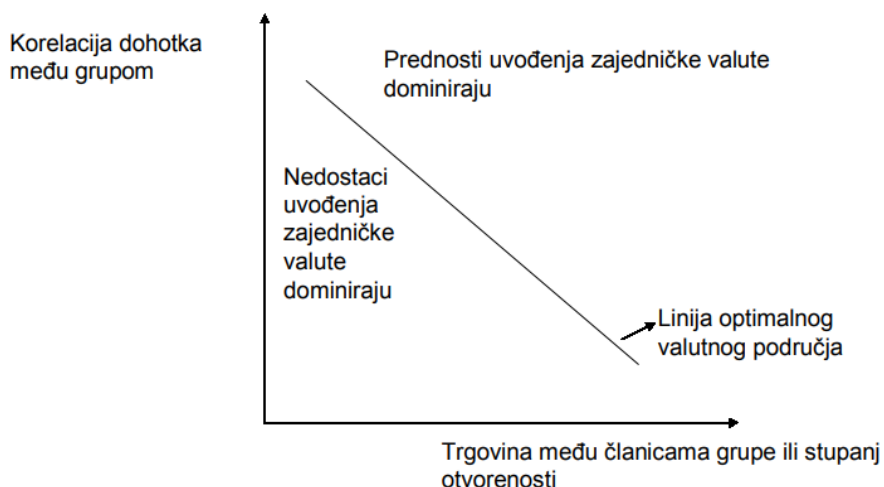 Korelacija dohotka
među grupom
Prednosti uvođenja zajedničke valute
dominiraju
Nedostaci
uvođenja
zajedničke
valute
dominiraju
Linija optimalnog
valutnog područja
Trgovina među članicama grupe ili stupanj
otvorenosti